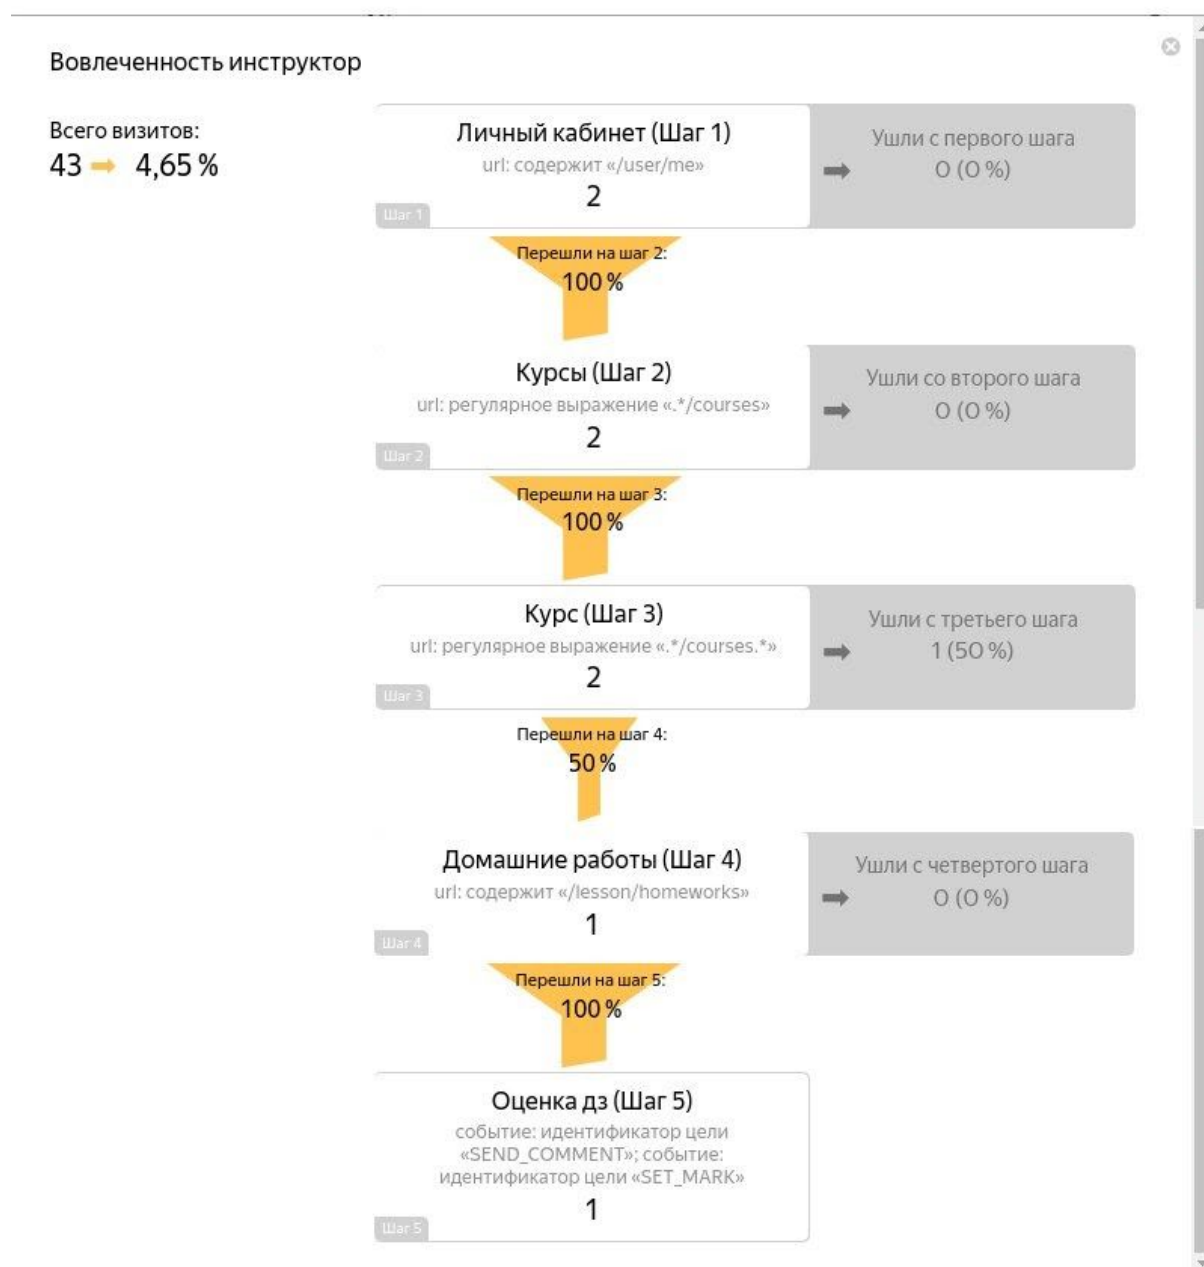 Вовлеченность инструктор
Всего визитов:
43 ➡ 4,65 %
Личный кабинет (Шаг 1)
url: содержит «/user/me»
2
Шаг 1
Ушли с первого шага
0 (0 %)
Перешли на шаг 2:
100 %
Курсы (Шаг 2)
url: регулярное выражение «.*/courses»
2
Шаг 2
Ушли со второго шага
0 (0 %)
Перешли на шаг 3:
100 %
Курс (Шаг 3)
url: регулярное выражение «.*/courses.*»
2
Шаг 3
Ушли с третьего шага
1 (50 %)
Перешли на шаг 4:
50 %
Домашние работы (Шаг 4)
url: содержит «/lesson/homeworks»
1
Шаг 4
Ушли с четвертого шага
0 (0 %)
Перешли на шаг 5:
100 %
Оценка дз (Шаг 5)
событие: идентификатор цели
«SEND_COMMENT»; событие:
идентификатор цели «SET_MARK»
1
Шаг 5